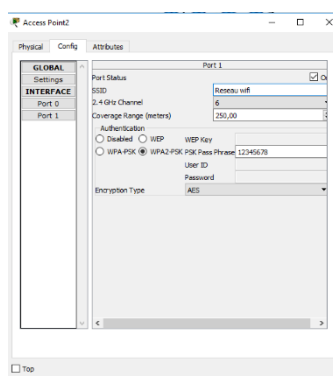 Access Point2
Physical Config Attributes
GLOBAL
Settings
INTERFACE
Port 0
Port 1
Port 1
Port Status
SSID Reseau wifi
2.4 GHz Channel 6
Coverage Range (meters) 250,00
Authentication
Disabled WEP WEP Key
WPA-PSK WPA2-PSK PSK Pass Phrase 12345678
User ID
Password
Encryption Type AES
Top